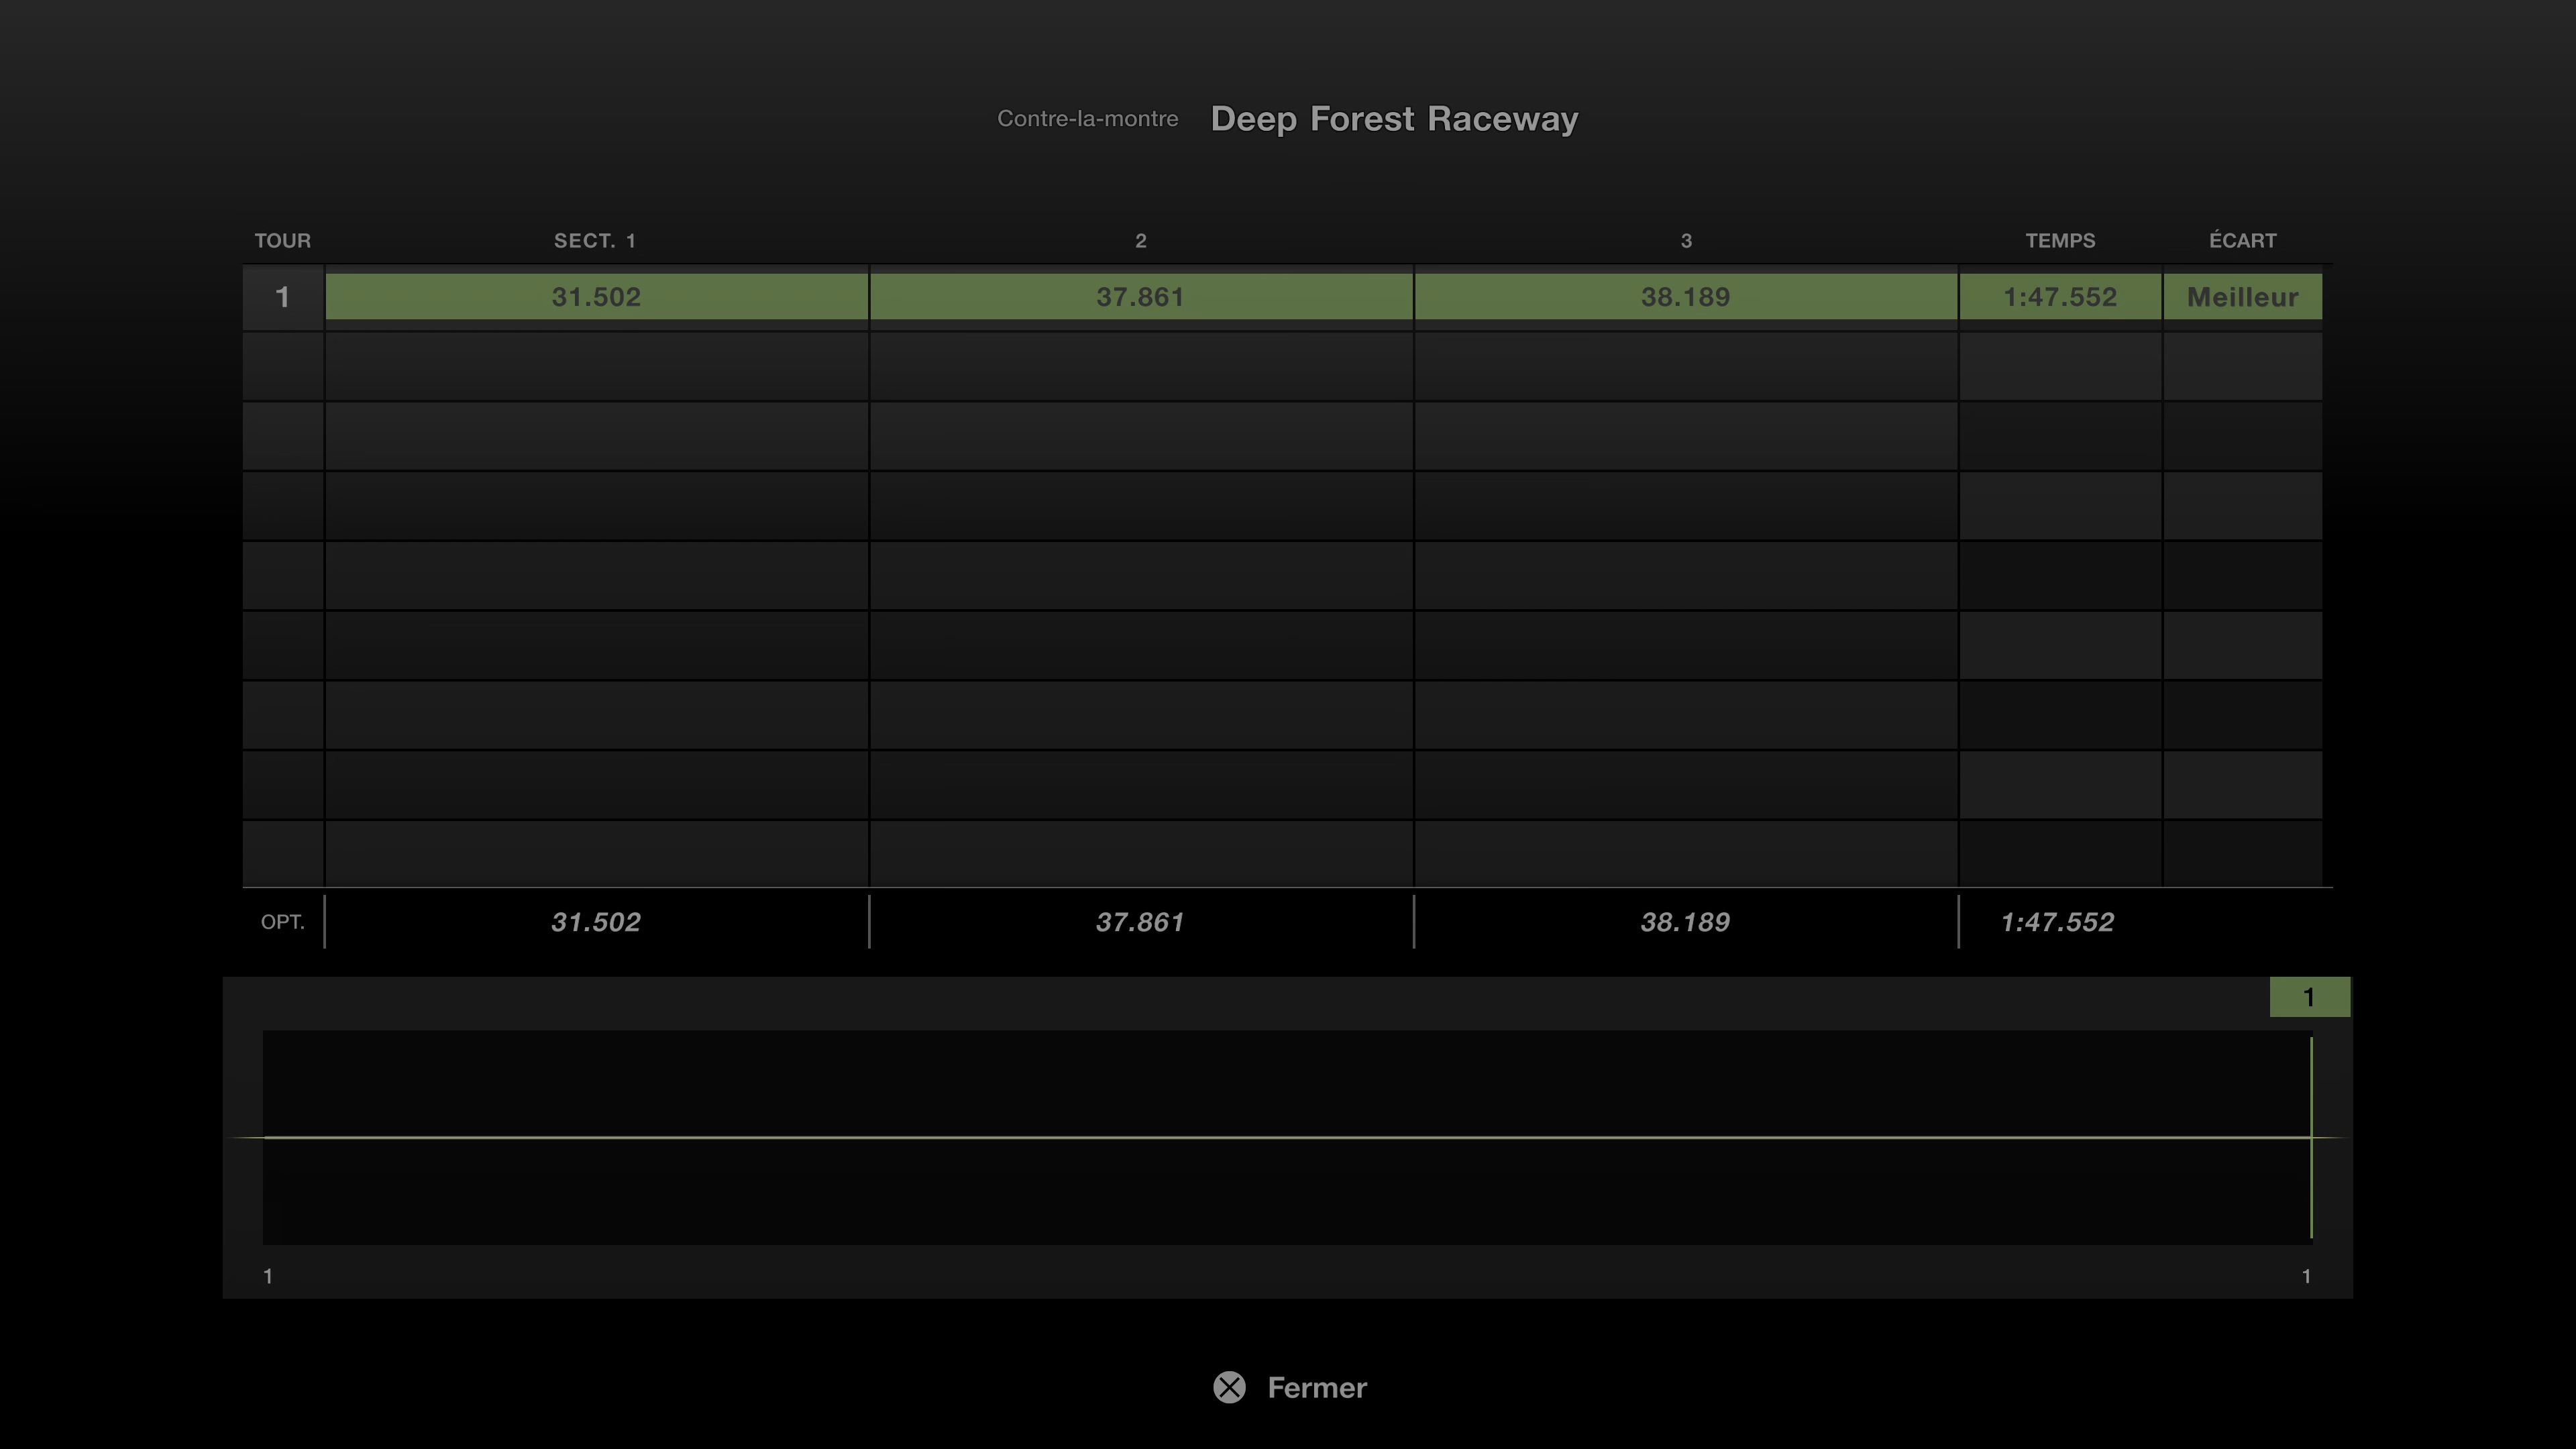 Contre-la-montre Deep Forest Raceway
TOUR SECT. 1 2 3 TEMPS ÉCART
1 31.502 37.861 38.189 1:47.552 Meilleur
OPT. 31.502 37.861 38.189 1:47.552
1
1 1
Fermer